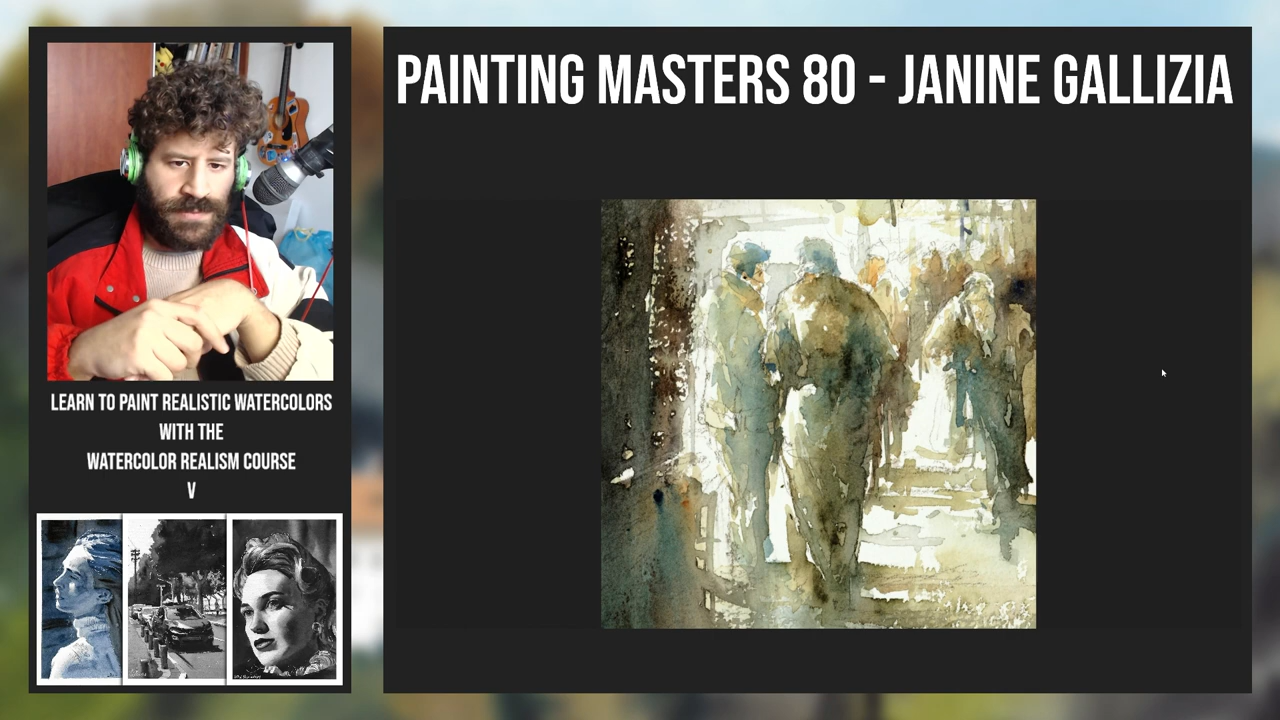 PAINTING MASTERS 80 - JANINE GALLIZIA
LEARN TO PAINT REALISTIC WATERCOLORS
WITH THE
WATERCOLOR REALISM COURSE
V